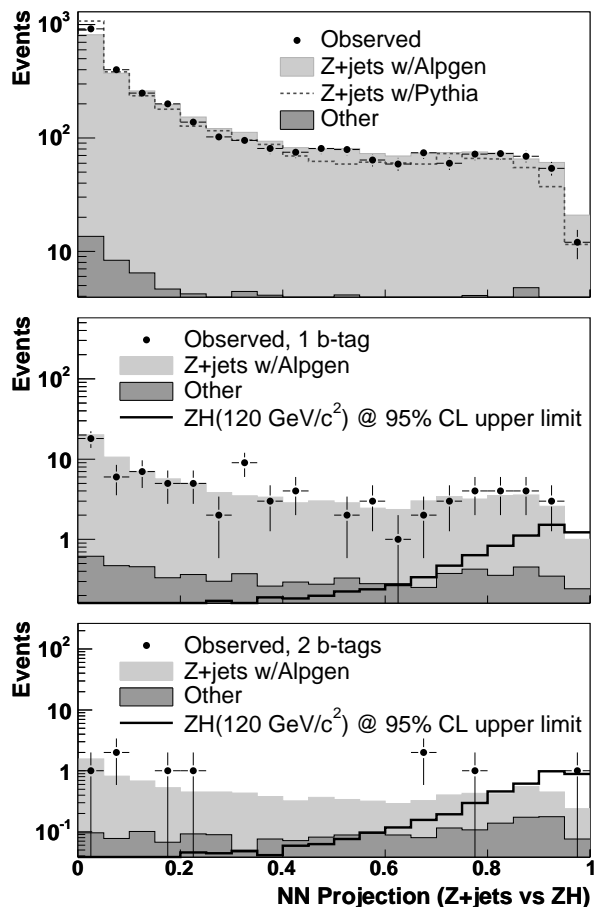 Events
10³
10²
10
Observed
Z+jets w/Alpgen
Z+jets w/Pythia
Other
Events
10²
10
1
Observed, 1 b-tag
Z+jets w/Alpgen
Other
ZH(120 GeV/c²) @ 95% CL upper limit
Events
10²
10
1
10⁻¹
Observed, 2 b-tags
Z+jets w/Alpgen
Other
ZH(120 GeV/c²) @ 95% CL upper limit
0 0.2 0.4 0.6 0.8 1
NN Projection (Z+jets vs ZH)